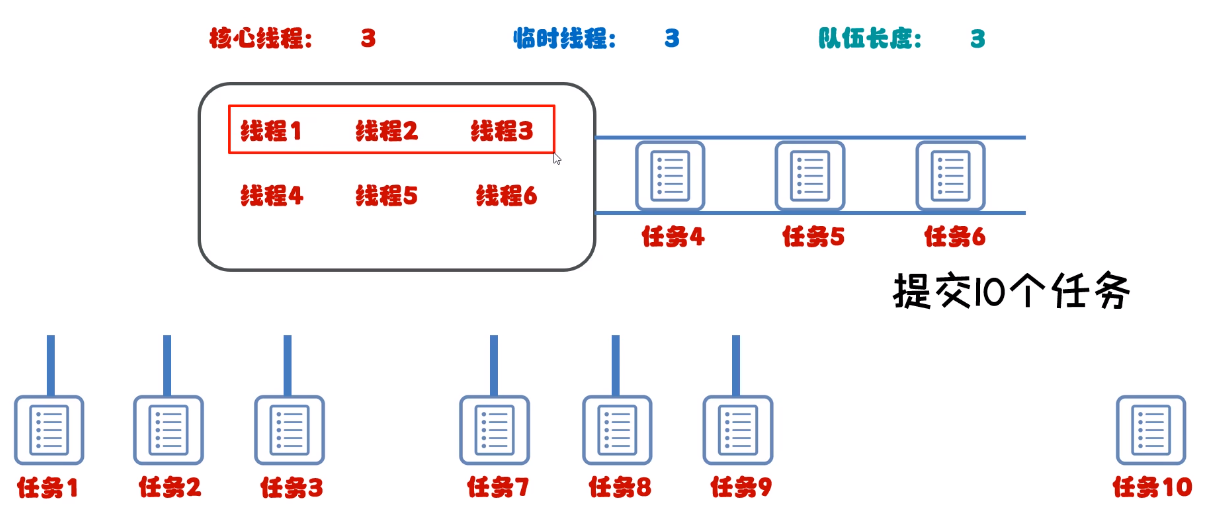 核心线程： 3 临时线程： 3 队伍长度： 3
线程1 线程2 线程3
线程4 线程5 线程6
任务4 任务5 任务6
提交10个任务
任务1 任务2 任务3 任务7 任务8 任务9 任务10